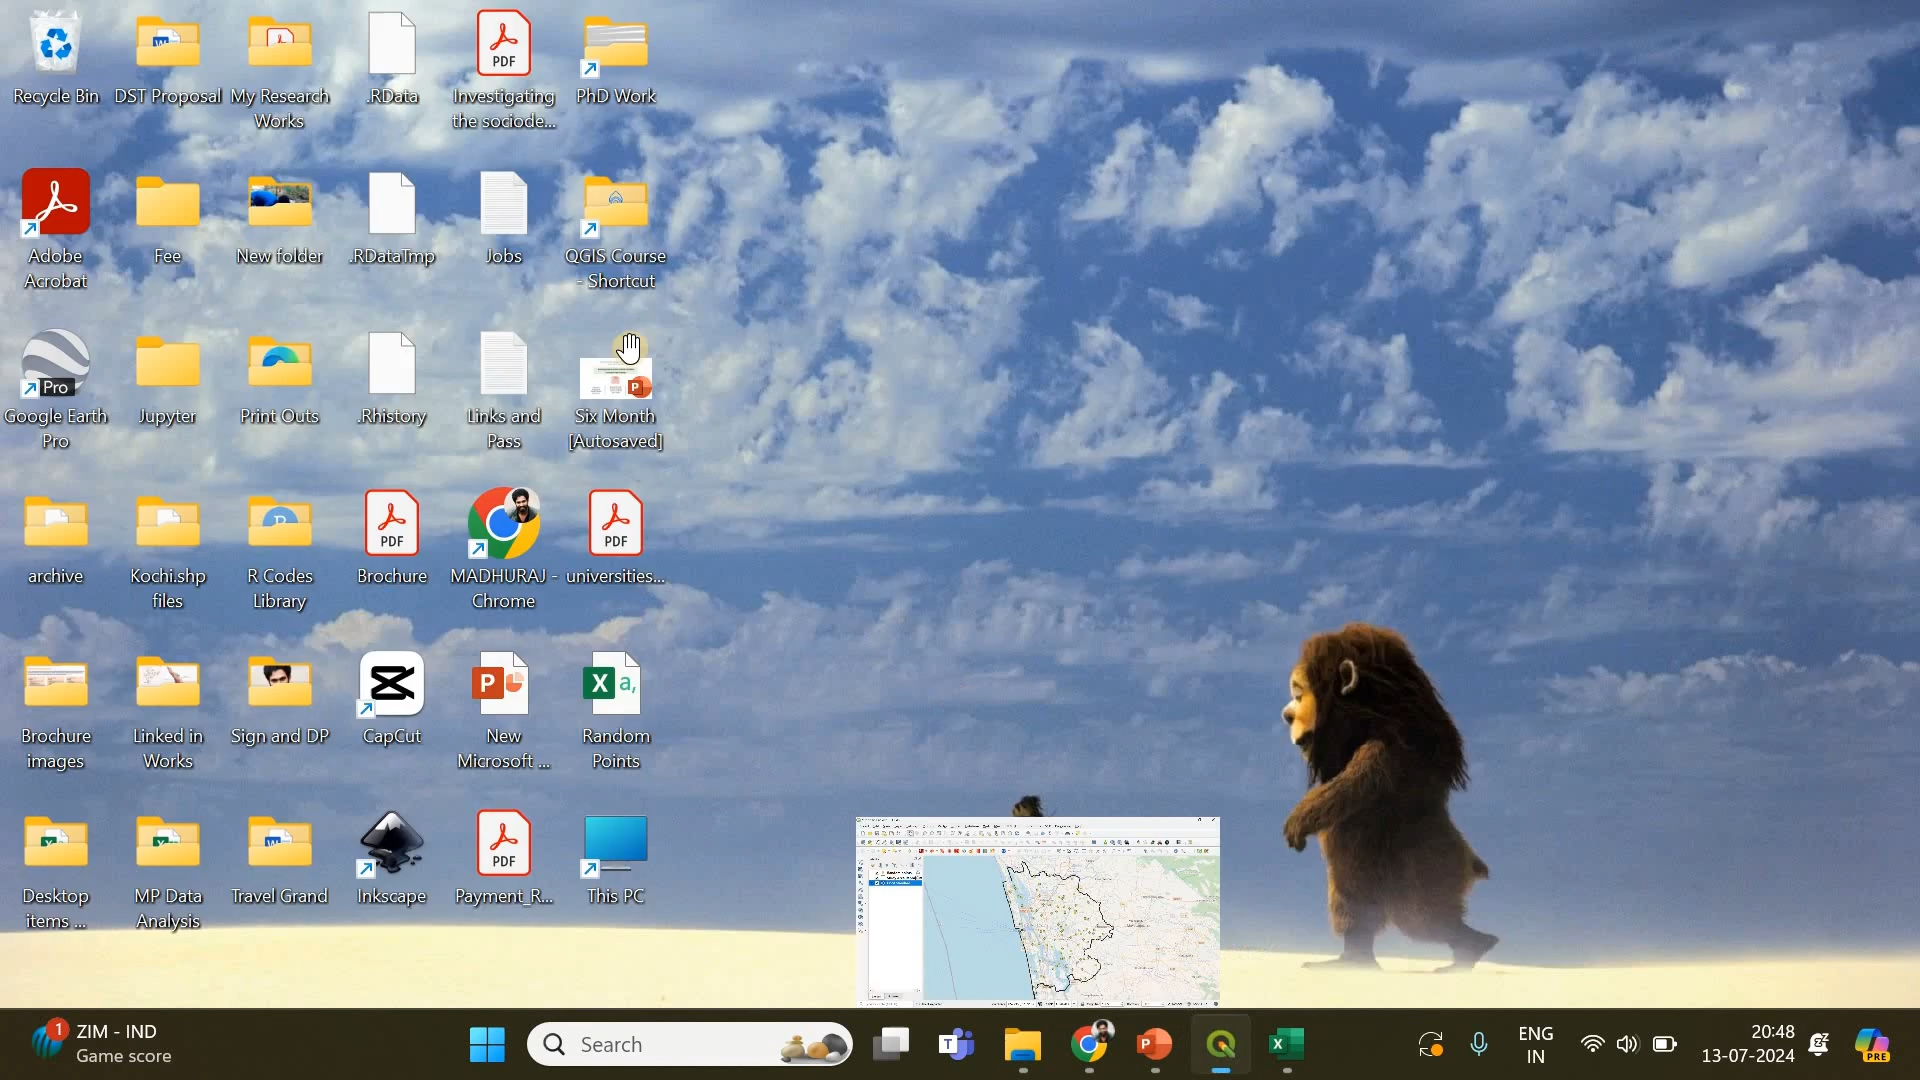 Recycle Bin
DST Proposal
My Research
Works
.RData
PDF
Investigating
the sociode...
PhD Work
Adobe
Acrobat
Fee
New folder
.RDataTmp
Jobs
QGIS Course
- Shortcut
Pro
Google Earth
Pro
Jupyter
Print Outs
.Rhistory
Links and
Pass
P
Six Month
[Autosaved]
archive
Kochi.shp
files
R Codes
Library
PDF
Brochure
MADHURAJ -
Chrome
PDF
universities...
Brochure
images
Linked in
Works
Sign and DP
CapCut
P
New
Microsoft ...
X a,
Random
Points
Desktop
items ...
MP Data
Analysis
Travel Grand
Inkscape
PDF
Payment_R...
This PC
1
ZIM - IND
Game score
Search
T
P
X
ENG
IN
20:48
13-07-2024
PRE